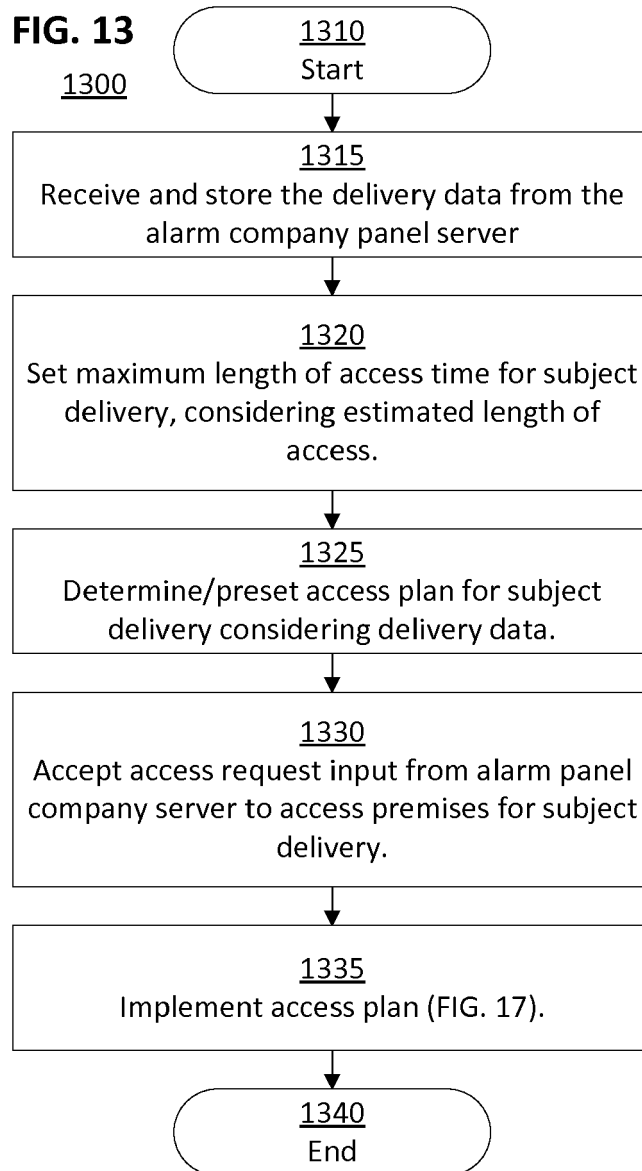 FIG. 13
1300
1310
Start
1315
Receive and store the delivery data from the
alarm company panel server
1320
Set maximum length of access time for subject
delivery, considering estimated length of
access.
1325
Determine/preset access plan for subject
delivery considering delivery data.
1330
Accept access request input from alarm panel
company server to access premises for subject
delivery.
1335
Implement access plan (FIG. 17).
1340
End